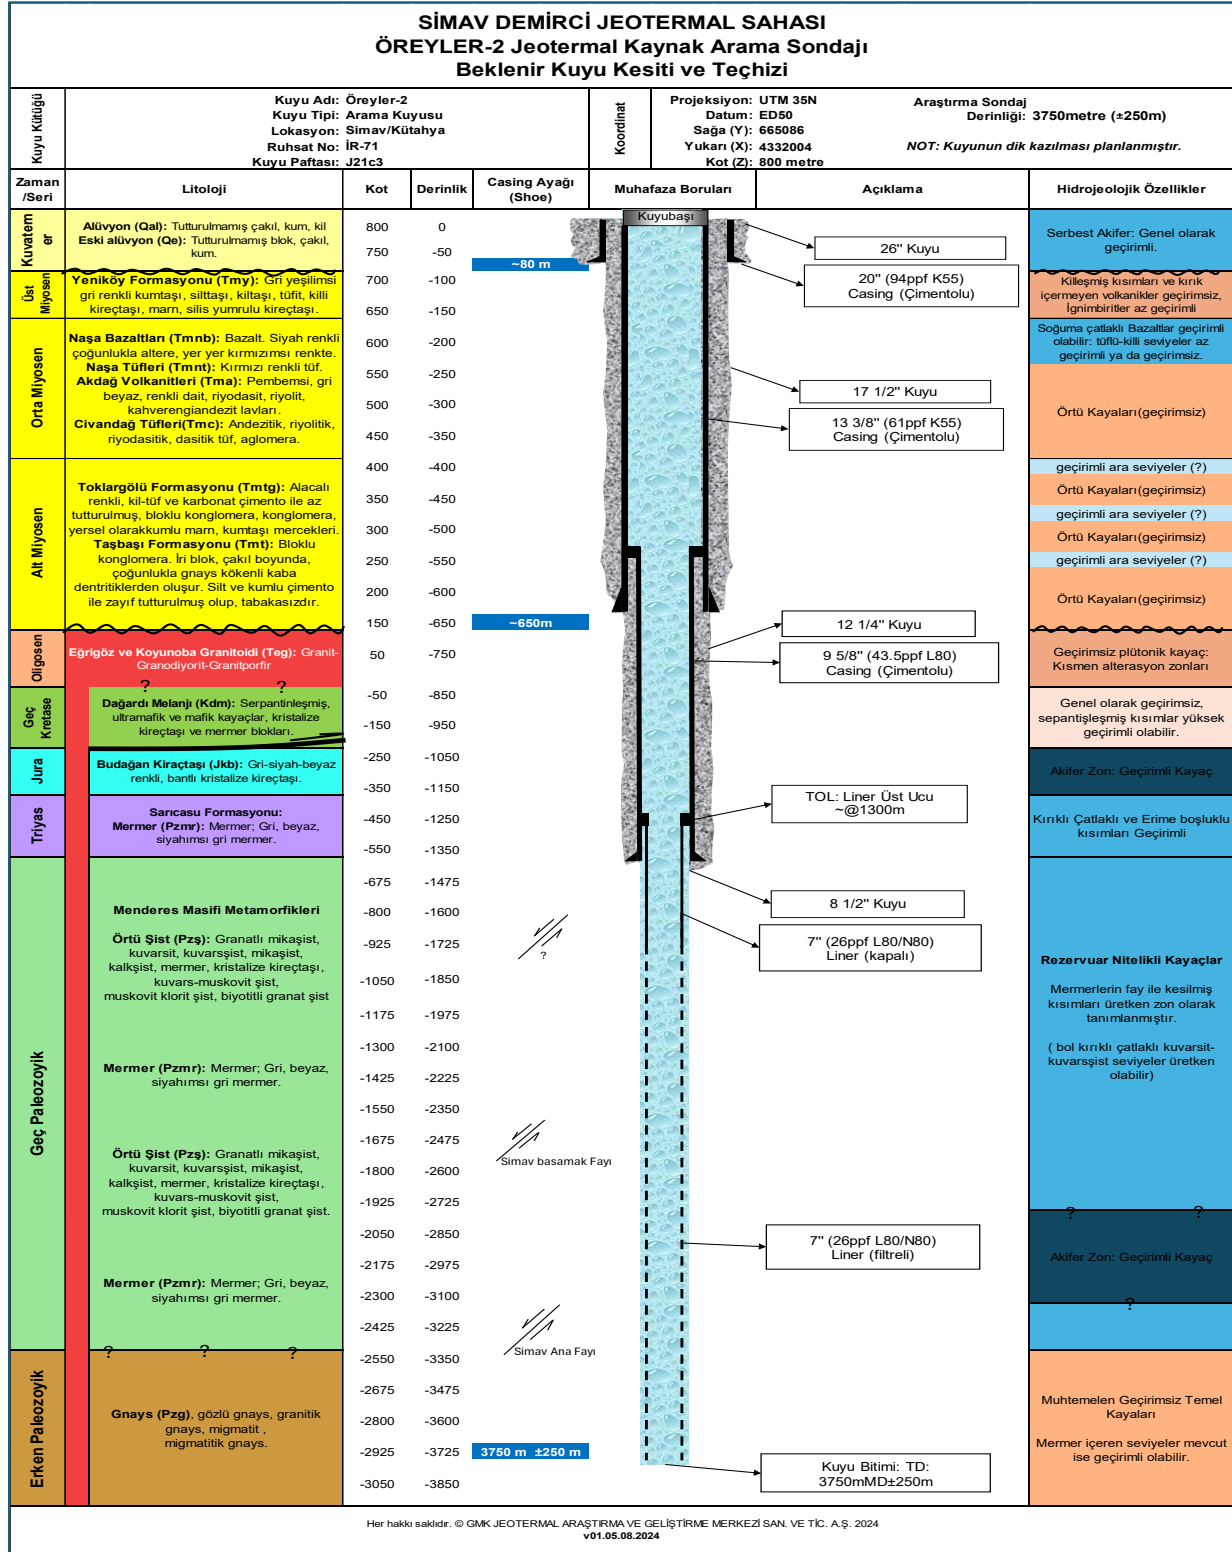 SİMAV DEMİRCİ JEOTERMAL SAHASI
ÖREYLER-2 Jeotermal Kaynak Arama Sondajı
Beklenir Kuyu Kesiti ve Teçhizi
Kuyu Kütüğü
Kuyu Adı: Öreyler-2
Kuyu Tipi: Arama Kuyusu
Lokasyon: Simav/Kütahya
Ruhsat No: İR-71
Kuyu Paftası: J21c3
Koordinat
Projeksiyon: UTM 35N
Datum: ED50
Sağa (Y): 665086
Yukarı (X): 4332004
Kot (Z): 800 metre
Araştırma Sondaj
Derinliği: 3750metre (±250m)
NOT: Kuyunun dik kazılması planlanmıştır.
Zaman
/Seri
Litoloji
Kot
Derinlik
Casing Ayağı
(Shoe)
Muhafaza Boruları
Açıklama
Hidrojeolojik Özellikler
Kuvatern
er
Alüvyon (Qal): Tutturulmamış çakıl, kum, kil
Eski alüvyon (Qe): Tutturulmamış blok, çakıl,
kum.
Üst
Miyosen
Yeniköy Formasyonu (Tmy): Gri yeşilimsi
gri renkli kumtaşı, silttaşı, kiltaşı, tüfit, killi
kireçtaşı, marn, silis yumrulu kireçtaşı.
Orta Miyosen
Naşa Bazaltları (Tmnb): Bazalt. Siyah renkli
çoğunlukla altere, yer yer kırmızımsı renkte.
Naşa Tüfleri (Tmnt): Kırmızı renkli tüf.
Akdağ Volkanitleri (Tma): Pembemsi, gri
beyaz, renkli dait, riyodasit, riyolit,
kahverengiandezit lavları.
Civandağ Tüfleri(Tmc): Andezitik, riyolitik,
riyodasitik, dasitik tüf, aglomera.
Alt Miyosen
Toklargölü Formasyonu (Tmtg): Alacalı
renkli, kil-tüf ve karbonat çimento ile az
tutturulmuş, bloklu konglomera, konglomera,
yersel olarakkumlu marn, kumtaşı mercekleri.
Taşbaşı Formasyonu (Tmt): Bloklu
konglomera. İri blok, çakıl boyunda,
çoğunlukla gnays kökenli kaba
dentritiklerden oluşur. Silt ve kumlu çimento
ile zayıf tutturulmuş olup, tabakasızdır.
Oligosen
Eğrigöz ve Koyunoba Granitoidi (Teg): Granit-
Granodiyorit-Granitporfir
? ?
Geç
Kretase
Dağardı Melanjı (Kdm): Serpantinleşmiş,
ultramafik ve mafik kayaçlar, kristalize
kireçtaşı ve mermer blokları.
Jura
Budağan Kiraçtaşı (Jkb): Gri-siyah-beyaz
renkli, bantlı kristalize kireçtaşı.
Triyas
Sarıcasu Formasyonu:
Mermer (Pzmr): Mermer; Gri, beyaz,
siyahımsı gri mermer.
Geç Paleozoyik
Menderes Masifi Metamorfikleri
Örtü Şist (Pzş): Granatlı mikaşist,
kuvarsit, kuvarsşist, mikaşist,
kalkşist, mermer, kristalize kireçtaşı,
kuvars-muskovit şist,
muskovit klorit şist, biyotitli granat şist
Mermer (Pzmr): Mermer; Gri, beyaz,
siyahımsı gri mermer.
Örtü Şist (Pzş): Granatlı mikaşist,
kuvarsit, kuvarsşist, mikaşist,
kalkşist, mermer, kristalize kireçtaşı,
kuvars-muskovit şist,
muskovit klorit şist, biyotitli granat şist.
Mermer (Pzmr): Mermer; Gri, beyaz,
siyahımsı gri mermer.
? ? ?
Erken Paleozoyik
Gnays (Pzg), gözlü gnays, granitik
gnays, migmatit ,
migmatitik gnays.
800 0
750 -50
700 -100
650 -150
600 -200
550 -250
500 -300
450 -350
400 -400
350 -450
300 -500
250 -550
200 -600
150 -650
50 -750
-50 -850
-150 -950
-250 -1050
-350 -1150
-450 -1250
-550 -1350
-675 -1475
-800 -1600
-925 -1725
-1050 -1850
-1175 -1975
-1300 -2100
-1425 -2225
-1550 -2350
-1675 -2475
-1800 -2600
-1925 -2725
-2050 -2850
-2175 -2975
-2300 -3100
-2425 -3225
-2550 -3350
-2675 -3475
-2800 -3600
-2925 -3725
-3050 -3850
~80 m
~650m
?
Simav basamak Fayı
Simav Ana Fayı
3750 m ±250 m
Kuyubaşı
26" Kuyu
20" (94ppf K55)
Casing (Çimentolu)
17 1/2" Kuyu
13 3/8" (61ppf K55)
Casing (Çimentolu)
12 1/4" Kuyu
9 5/8" (43.5ppf L80)
Casing (Çimentolu)
TOL: Liner Üst Ucu
~@1300m
8 1/2" Kuyu
7" (26ppf L80/N80)
Liner (kapalı)
7" (26ppf L80/N80)
Liner (filtreli)
Kuyu Bitimi: TD:
3750mMD±250m
Serbest Akifer: Genel olarak
geçirimli.
Killeşmiş kısımları ve kırık
içermeyen volkanikler geçirimsiz,
İgnimbiritler az geçirimli
Soğuma çatlaklı Bazaltlar geçirimli
olabilir: tüflü-killi seviyeler az
geçirimli ya da geçirimsiz.
Örtü Kayaları(geçirimsiz)
geçirimli ara seviyeler (?)
Örtü Kayaları(geçirimsiz)
geçirimli ara seviyeler (?)
Örtü Kayaları(geçirimsiz)
geçirimli ara seviyeler (?)
Örtü Kayaları(geçirimsiz)
Geçirimsiz plütonik kayaç:
Kısmen alterasyon zonları
Genel olarak geçirimsiz,
sepantişleşmiş kısımlar yüksek
geçirimli olabilir.
Akifer Zon: Geçirimli Kayaç
Kırıklı Çatlaklı ve Erime boşluklu
kısımları Geçirimli
Rezervuar Nitelikli Kayaçlar
Mermerlerin fay ile kesilmiş
kısımları üretken zon olarak
tanımlanmıştır.
( bol kırıklı çatlaklı kuvarsit-
kuvarsşist seviyeler üretken
olabilir)
? ?
Akifer Zon: Geçirimli Kayaç
?
Muhtemelen Geçirimsiz Temel
Kayaları
Mermer içeren seviyeler mevcut
ise geçirimli olabilir.
Her hakkı saklıdır. © GMK JEOTERMAL ARAŞTIRMA VE GELİŞTİRME MERKEZİ SAN. VE TİC. A.Ş. 2024
v01.05.08.2024